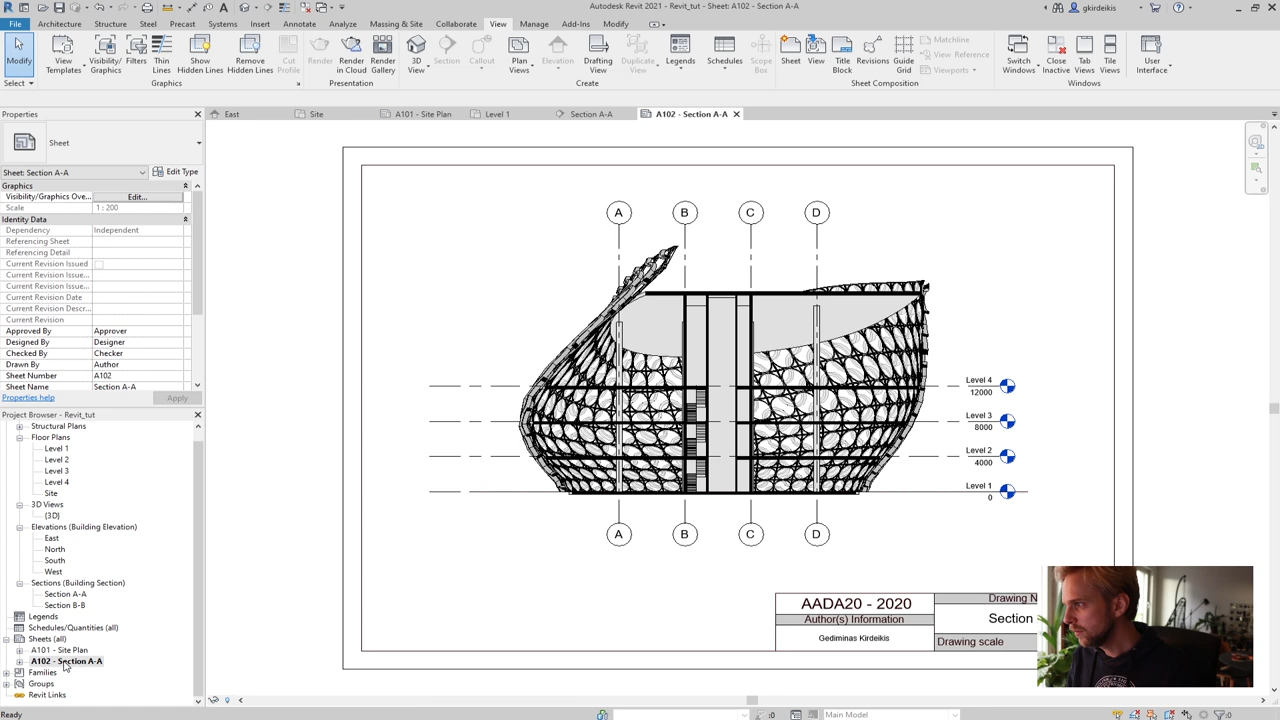 Autodesk Revit 2021 - Revit_tut - Sheet: A102 - Section A-A
gkirdeikis
File Architecture Structure Steel Precast Systems Insert Annotate Analyze Massing & Site Collaborate View Manage Add-Ins Modify
Modify
View Templates
Visibility/ Graphics
Filters
Thin Lines
Show Hidden Lines
Remove Hidden Lines
Cut Profile
Render
Render in Cloud
Render Gallery
3D View
Section
Callout
Plan Views
Elevation
Drafting View
Duplicate View
Legends
Schedules
Scope Box
Sheet
View
Title Block
Revisions
Guide Grid
Matchline
View Reference
Viewports
Switch Windows
Close Inactive
Tab Views
Tile Views
User Interface
Select
Graphics
Presentation
Create
Sheet Composition
Windows
Properties
East
Site
A101 - Site Plan
Level 1
Section A-A
A102 - Section A-A
Sheet
Sheet: Section A-A
Edit Type
Graphics
Visibility/Graphics Ove... Edit...
Scale 1 : 200
Identity Data
Dependency Independent
Referencing Sheet
Referencing Detail
Current Revision Issued
Current Revision Issue...
Current Revision Issue...
Current Revision Date
Current Revision Descr...
Current Revision
Approved By Approver
Designed By Designer
Checked By Checker
Drawn By Author
Sheet Number A102
Sheet Name Section A-A
Properties help
Apply
Project Browser - Revit_tut
Structural Plans
Floor Plans
Level 1
Level 2
Level 3
Level 4
Site
3D Views
{3D}
Elevations (Building Elevation)
East
North
South
West
Sections (Building Section)
Section A-A
Section B-B
Legends
Schedules/Quantities (all)
Sheets (all)
A101 - Site Plan
A102 - Section A-A
Families
Groups
Revit Links
A B C D
Level 4
12000
Level 3
8000
Level 2
4000
Level 1
0
A B C D
AADA20 - 2020
Author(s) Information
Gediminas Kirdeikis
Drawing N
Section
Drawing scale
Ready
:0
Main Model
:0